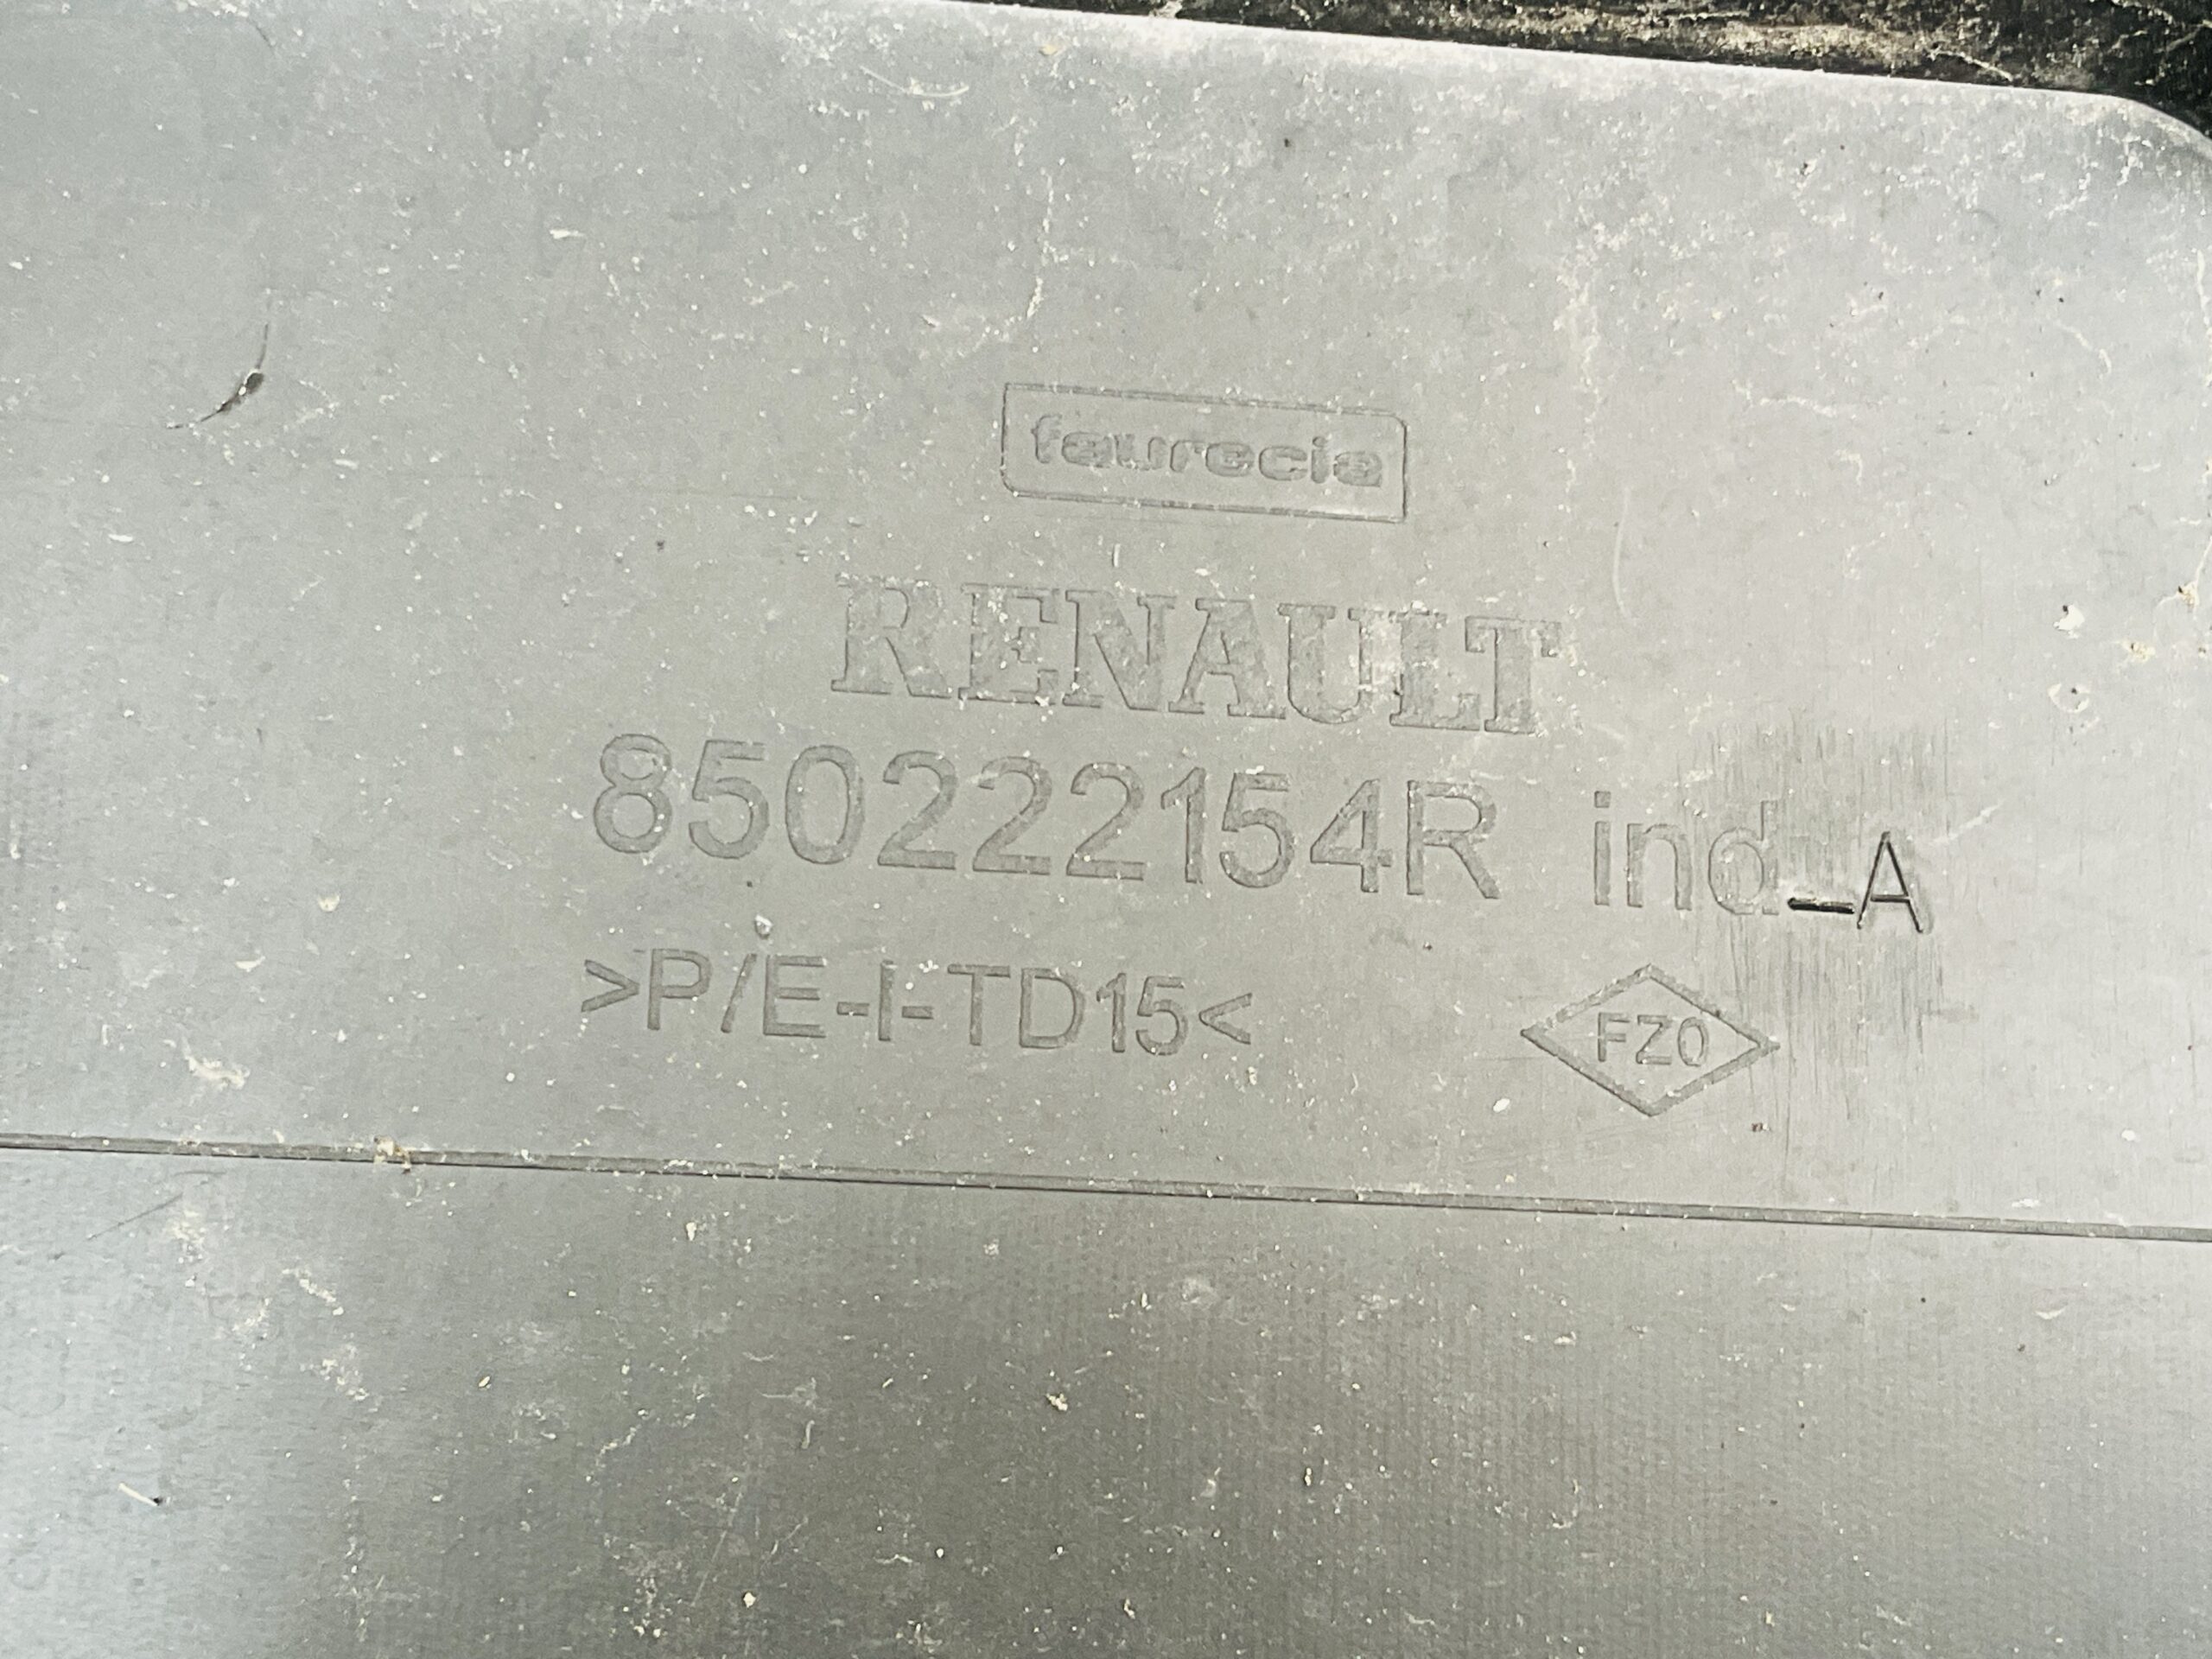 faurecia
RENAULT
850222154R ind_A
>P/E-I-TD15<
FZ0